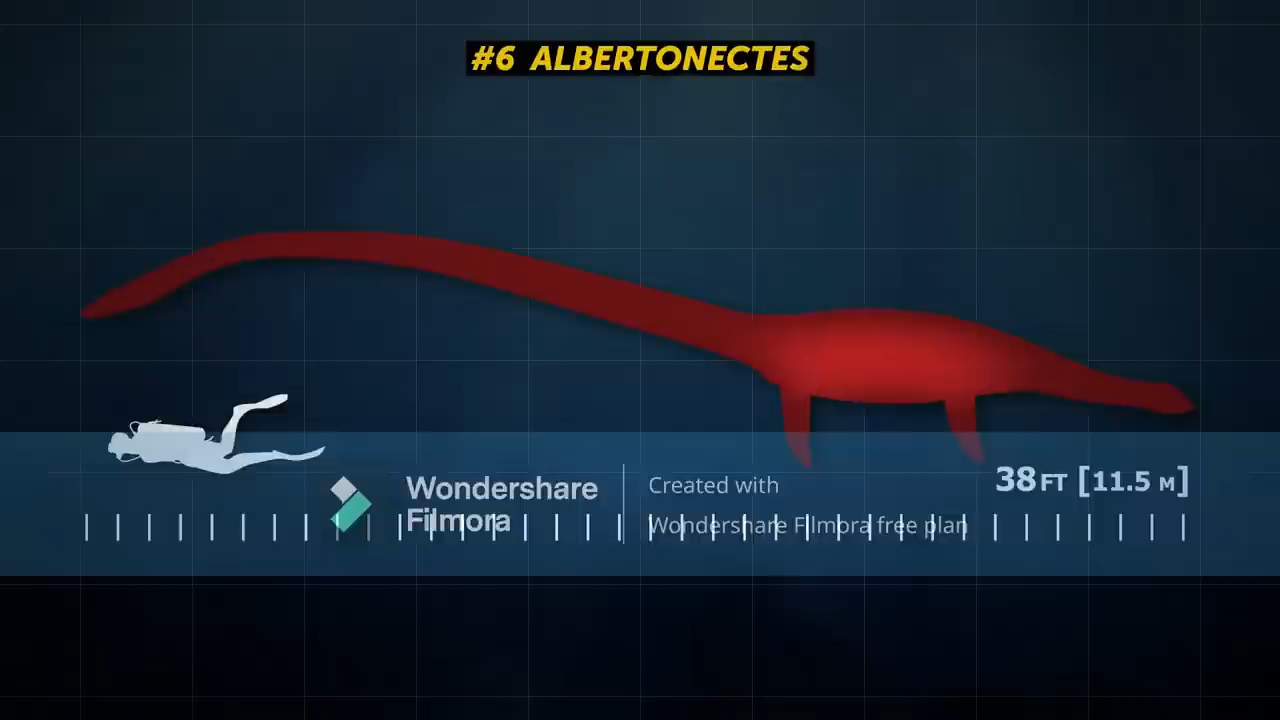 #6 ALBERTONECTES
38 FT [11.5 M]
Wondershare
Filmora
Created with
Wondershare Filmora free plan